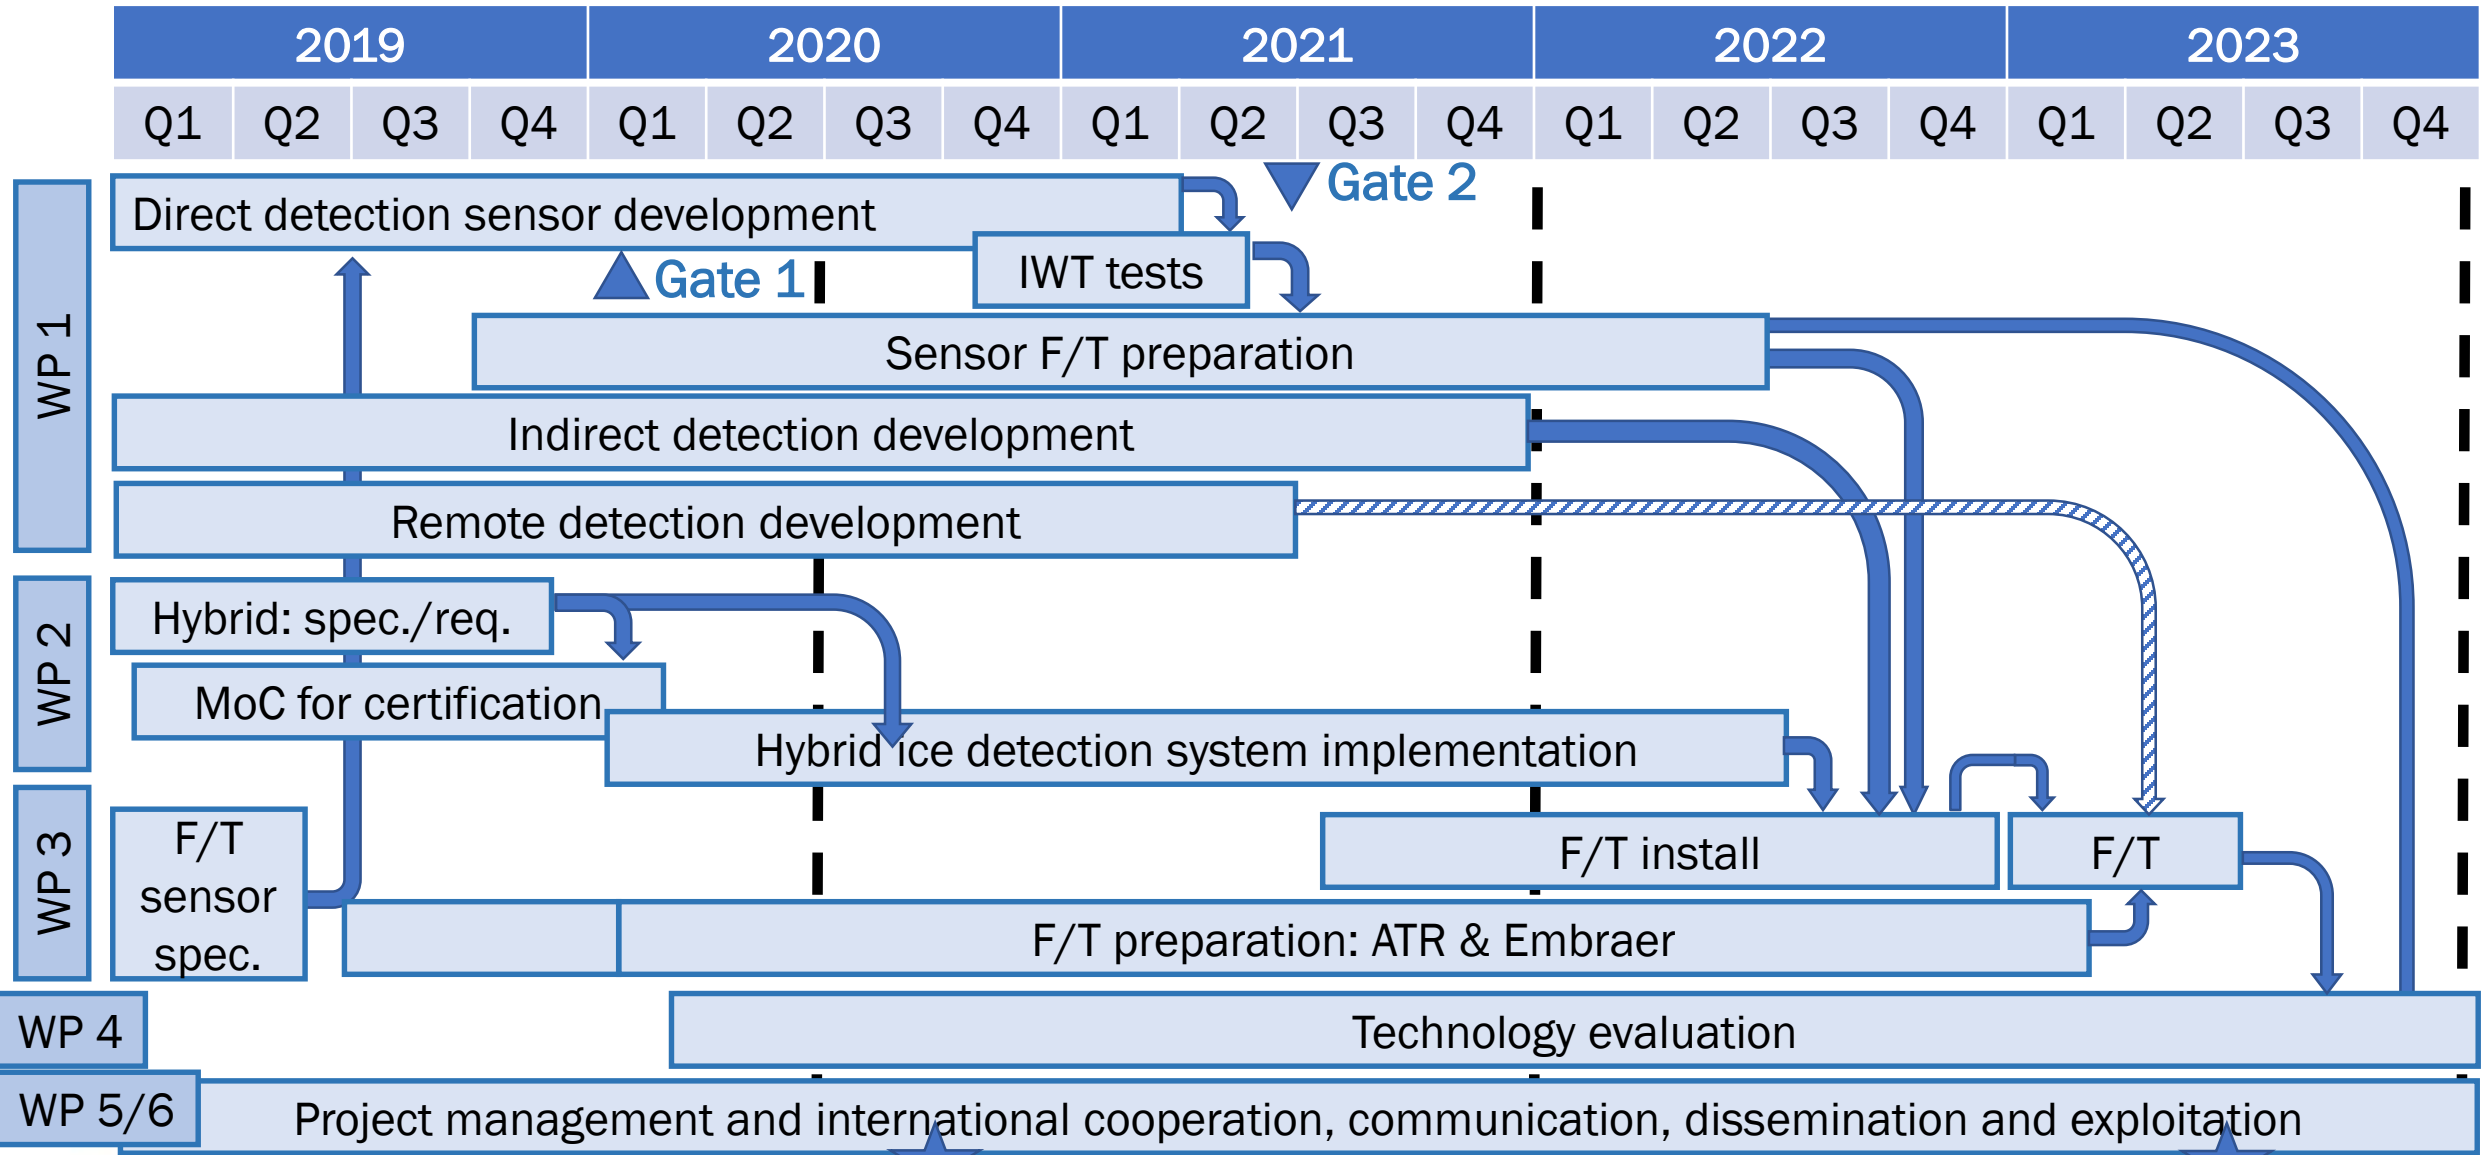 2019 2020 2021 2022 2023
Q1 Q2 Q3 Q4 Q1 Q2 Q3 Q4 Q1 Q2 Q3 Q4 Q1 Q2 Q3 Q4 Q1 Q2 Q3 Q4
WP 1
Direct detection sensor development
Gate 2
IWT tests
Gate 1
Sensor F/T preparation
Indirect detection development
Remote detection development
WP 2
Hybrid: spec./req.
MoC for certification
Hybrid ice detection system implementation
WP 3
F/T
sensor
spec.
F/T install
F/T
F/T preparation: ATR & Embraer
WP 4
Technology evaluation
WP 5/6
Project management and international cooperation, communication, dissemination and exploitation